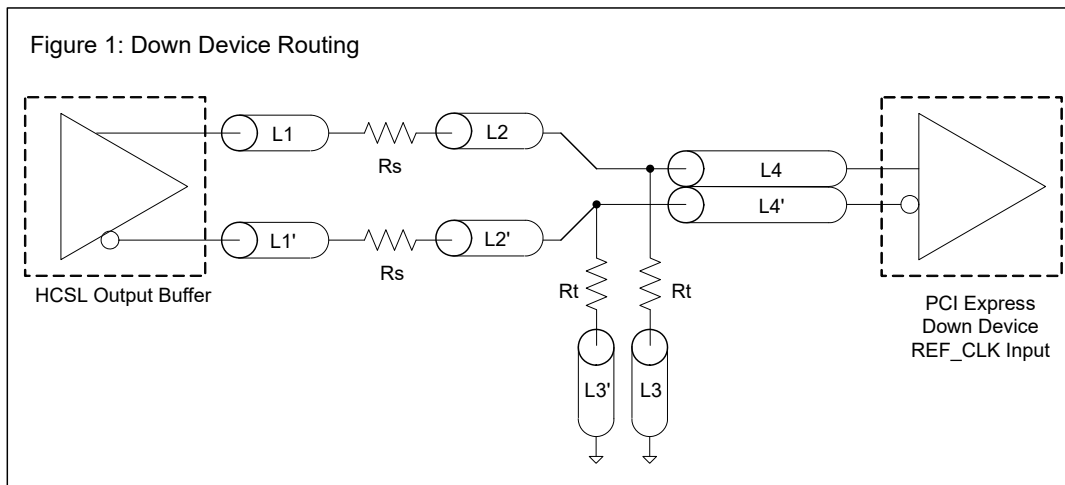 Figure 1: Down Device Routing
L1
Rs
L2
L4
L4'
L1'
Rs
L2'
Rt
Rt
L3'
L3
HCSL Output Buffer
PCI Express
Down Device
REF_CLK Input